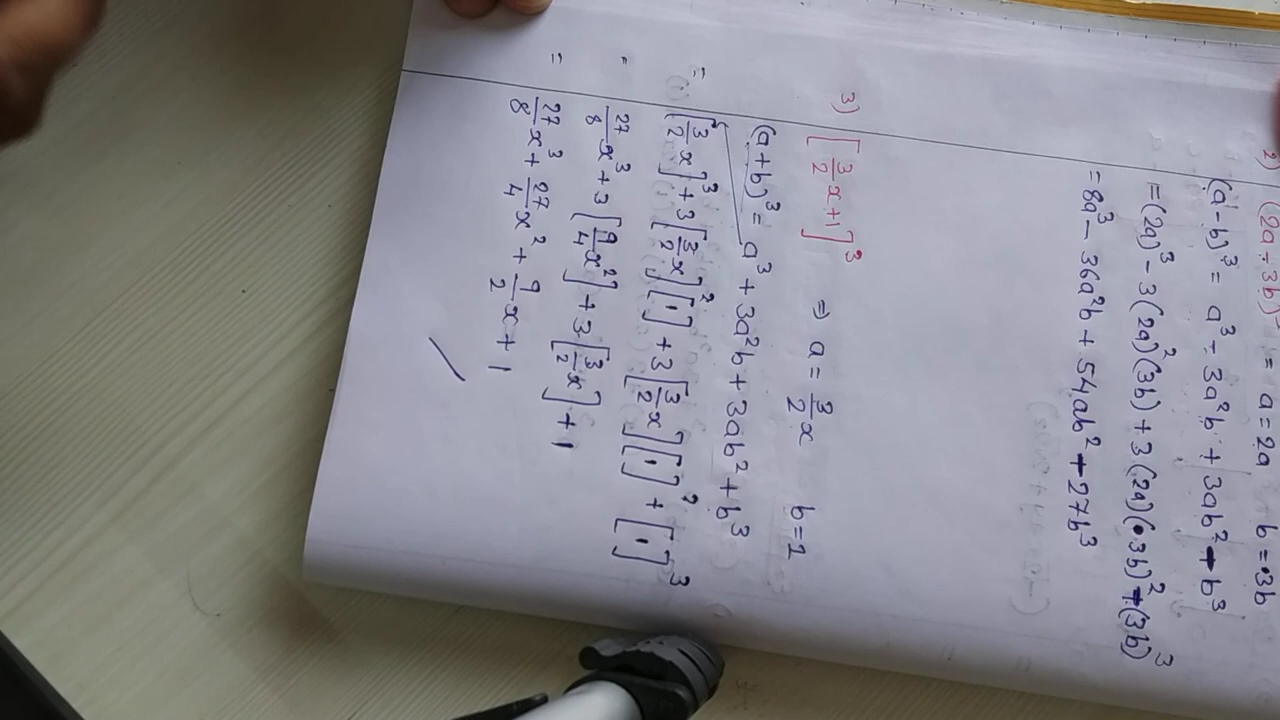 2) (2a-3b)³ = a = 2a b = 3b
(a-b)³ = a³ - 3a²b + 3ab² + b³
= (2a)³ - 3(2a)²(3b) + 3(2a)(3b)² + (3b)³
= 8a³ - 36a²b + 54ab² + 27b³
3) [3/2 x+1]³ ⇒ a = 3/2 x b=1
(a+b)³ = a³ + 3a²b + 3ab² + b³
= [3/2 x]³ + 3[3/2 x]² [1] + 3[3/2 x][1]² + [1]³
= 27/8 x³ + 3[9/4 x²] + 3[3/2 x] + 1
= 27/8 x³ + 27/4 x² + 9/2 x + 1